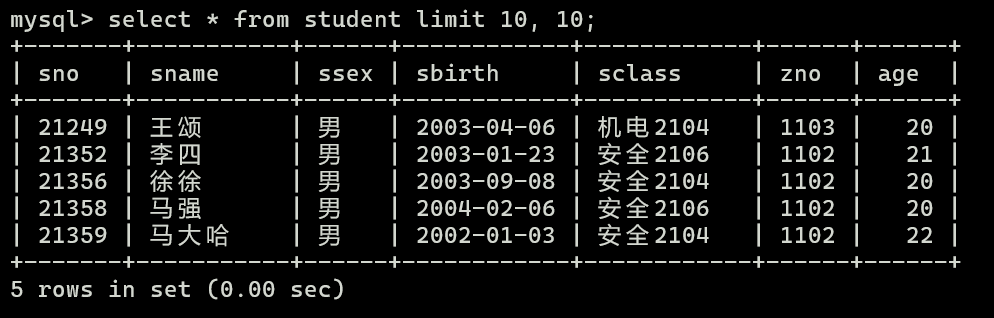 mysql> select * from student limit 10, 10;
+-------+-----------+------+------------+------------+------+------+
| sno   | sname     | ssex | sbirth     | sclass     | zno  | age  |
+-------+-----------+------+------------+------------+------+------+
| 21249 | 王颂      | 男   | 2003-04-06 | 机电2104   | 1103 |   20 |
| 21352 | 李四      | 男   | 2003-01-23 | 安全2106   | 1102 |   21 |
| 21356 | 徐徐      | 男   | 2003-09-08 | 安全2104   | 1102 |   20 |
| 21358 | 马强      | 男   | 2004-02-06 | 安全2106   | 1102 |   20 |
| 21359 | 马大哈    | 男   | 2002-01-03 | 安全2104   | 1102 |   22 |
+-------+-----------+------+------------+------------+------+------+
5 rows in set (0.00 sec)